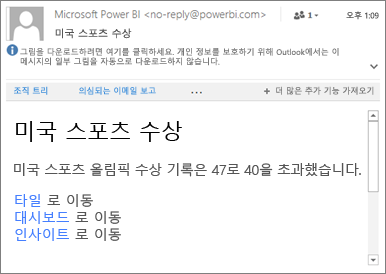 Microsoft Power BI <no-reply@powerbi.com>
1
오후 1:09
미국 스포츠 수상
그림을 다운로드하려면 여기를 클릭하세요. 개인 정보를 보호하기 위해 Outlook에서는 이
메시지의 일부 그림을 자동으로 다운로드하지 않습니다.
조직 트리 의심되는 이메일 보고 ... + 더 많은 추가 기능 가져오기
미국 스포츠 수상
미국 스포츠 올림픽 수상 기록은 47로 40을 초과했습니다.
타일 로 이동
대시보드 로 이동
인사이트 로 이동